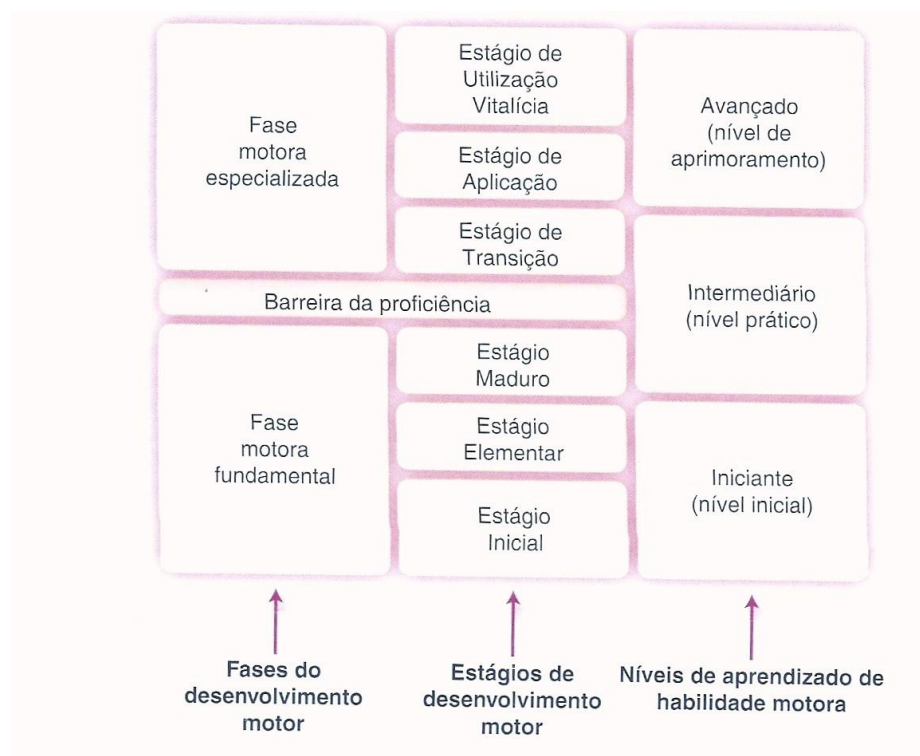 Fase
motora
especializada
Estágio de
Utilização
Vitalícia
Estágio de
Aplicação
Estágio de
Transição
Avançado
(nível de
aprimoramento)
Barreira da proficiência
Intermediário
(nível prático)
Fase
motora
fundamental
Estágio
Maduro
Estágio
Elementar
Estágio
Inicial
Iniciante
(nível inicial)
Fases do
desenvolvimento
motor
Estágios de
desenvolvimento
motor
Níveis de aprendizado de
habilidade motora